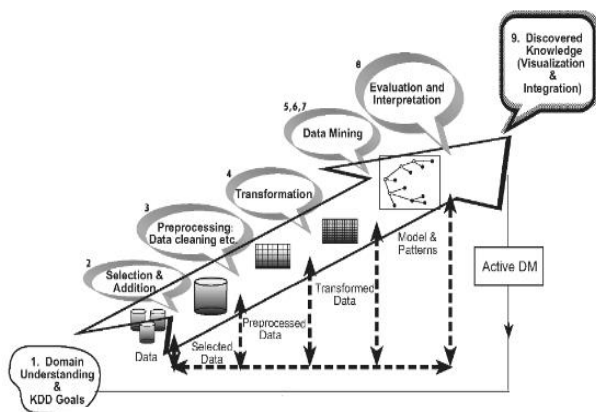 9. Discovered
Knowledge
(Visualization
&
Integration)
8
Evaluation and
Interpretation
5,6,7
Data Mining
4
Transformation
3
Preprocessing:
Data cleaning etc.
2
Selection &
Addition
Model &
Patterns
Transformed
Data
Preprocessed
Data
Selected
Data
Data
Active DM
1. Domain
Understanding
&
KDD Goals